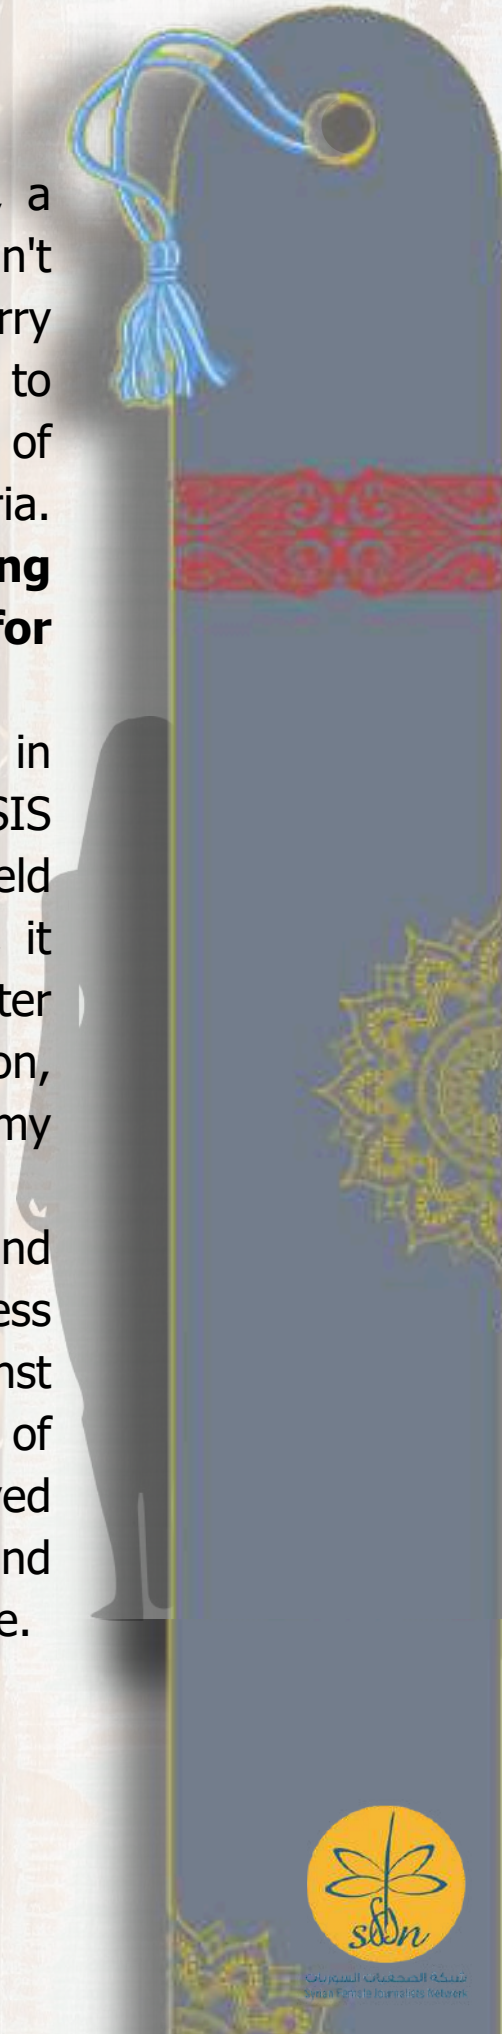 a
n't
rry
to
of
ria.
ng
for
in
SIS
eld
it
ter
on,
my
nd
ess
nst
of
ved
nd
e.
sfjn
شبكة الصحفيات السوريات
Syrian Female Journalists Network